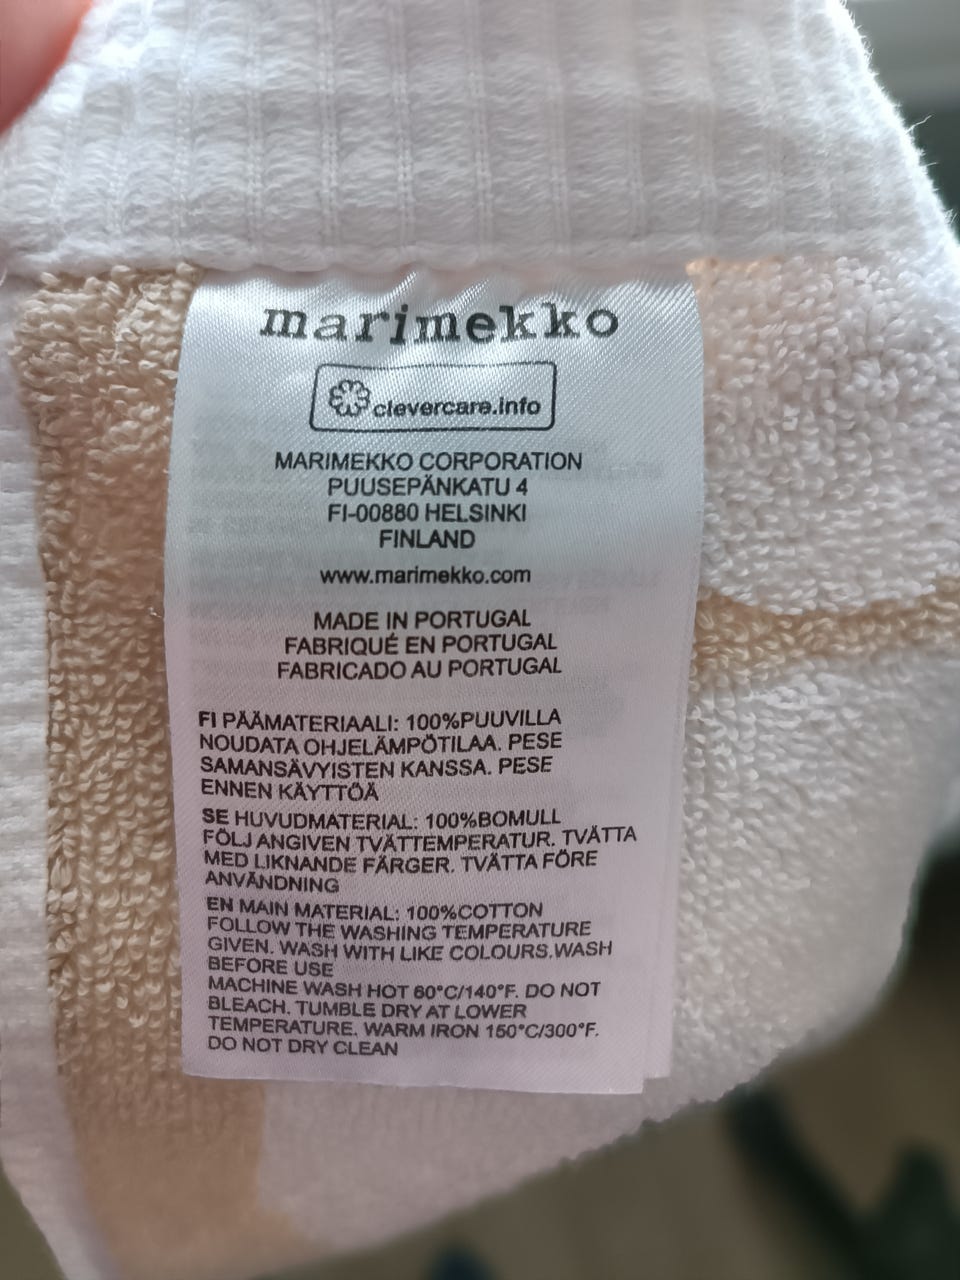 marimekko
clevercare.info
MARIMEKKO CORPORATION
PUUSEPÄNKATU 4
FI-00880 HELSINKI
FINLAND
www.marimekko.com
MADE IN PORTUGAL
FABRIQUÉ EN PORTUGAL
FABRICADO AU PORTUGAL
FI PÄÄMATERIAALI: 100%PUUVILLA
NOUDATA OHJELÄMPÖTILAA. PESE
SAMANSÄVYISTEN KANSSA. PESE
ENNEN KÄYTTÖÄ
SE HUVUDMATERIAL: 100%BOMULL
FÖLJ ANGIVEN TVÄTTEMPERATUR. TVÄTTA
MED LIKNANDE FÄRGER. TVÄTTA FÖRE
ANVÄNDNING
EN MAIN MATERIAL: 100%COTTON
FOLLOW THE WASHING TEMPERATURE
GIVEN. WASH WITH LIKE COLOURS.WASH
BEFORE USE
MACHINE WASH HOT 60°C/140°F. DO NOT
BLEACH. TUMBLE DRY AT LOWER
TEMPERATURE. WARM IRON 150°C/300°F.
DO NOT DRY CLEAN